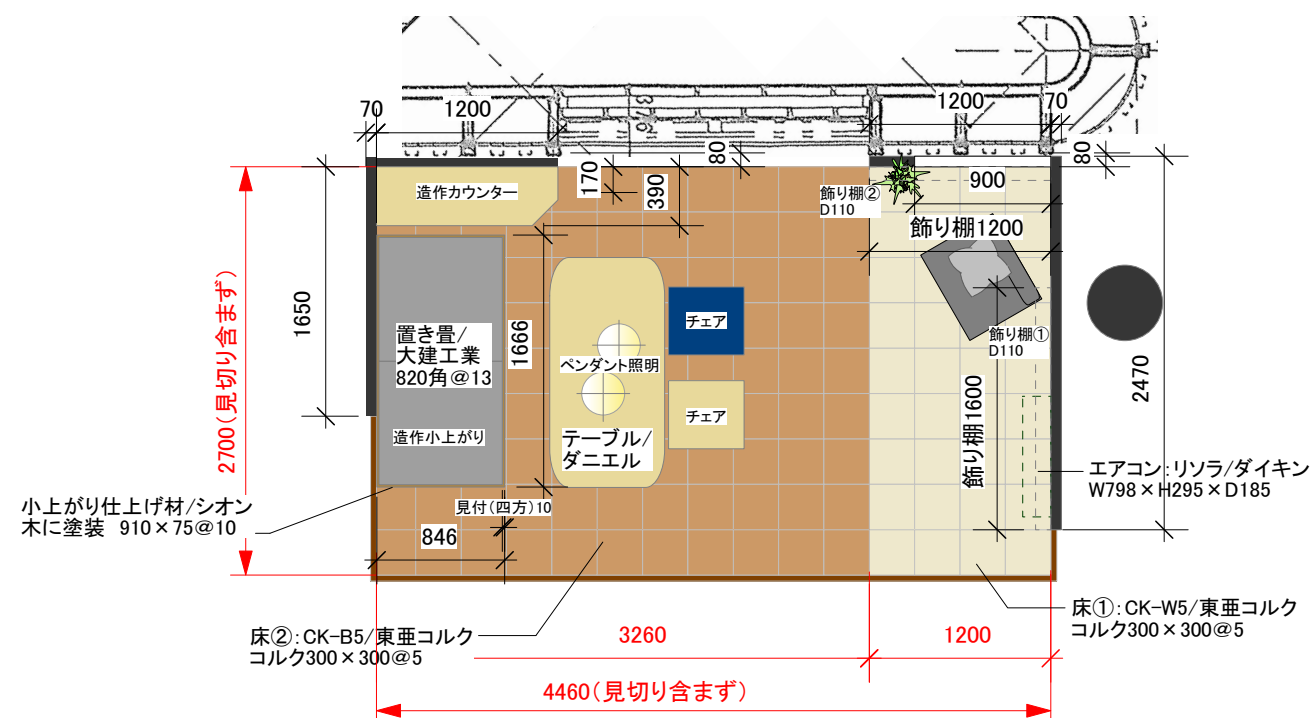 70
1200
1200
70
80
80
170
390
造作カウンター
飾り棚②
D110
900
飾り棚1200
2700(見切り含まず)
1650
置き畳/
大建工業
820角@13
1666
チェア
ペンダント照明
飾り棚①
D110
2470
チェア
飾り棚1600
造作小上がり
テーブル/
ダニエル
エアコン:リソラ/ダイキン
W798×H295×D185
小上がり仕上げ材/シオン
木に塗装 910×75@10
見付(四方)10
846
床①:CK-W5/東亜コルク
コルク300×300@5
床②:CK-B5/東亜コルク
コルク300×300@5
3260
1200
4460(見切り含まず)